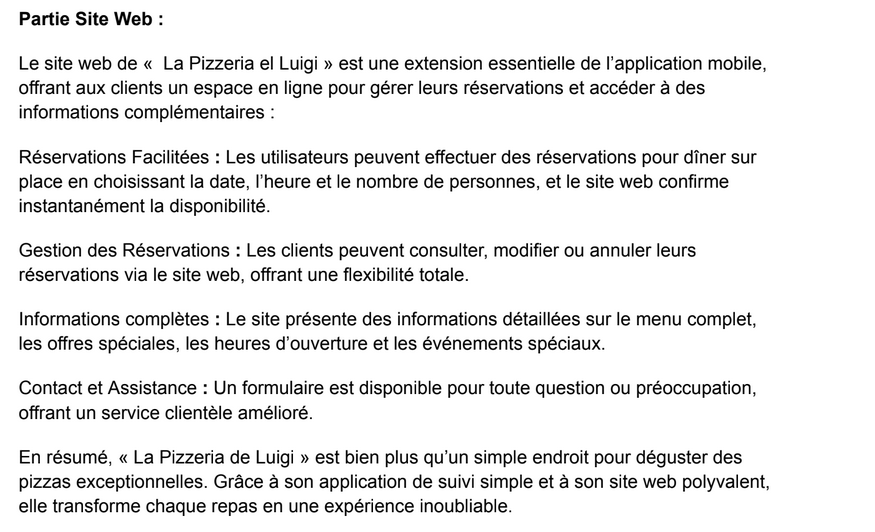 Partie Site Web :
Le site web de «  La Pizzeria el Luigi » est une extension essentielle de l’application mobile,
offrant aux clients un espace en ligne pour gérer leurs réservations et accéder à des
informations complémentaires :
Réservations Facilitées : Les utilisateurs peuvent effectuer des réservations pour dîner sur
place en choisissant la date, l’heure et le nombre de personnes, et le site web confirme
instantanément la disponibilité.
Gestion des Réservations : Les clients peuvent consulter, modifier ou annuler leurs
réservations via le site web, offrant une flexibilité totale.
Informations complètes : Le site présente des informations détaillées sur le menu complet,
les offres spéciales, les heures d’ouverture et les événements spéciaux.
Contact et Assistance : Un formulaire est disponible pour toute question ou préoccupation,
offrant un service clientèle amélioré.
En résumé, « La Pizzeria de Luigi » est bien plus qu’un simple endroit pour déguster des
pizzas exceptionnelles. Grâce à son application de suivi simple et à son site web polyvalent,
elle transforme chaque repas en une expérience inoubliable.